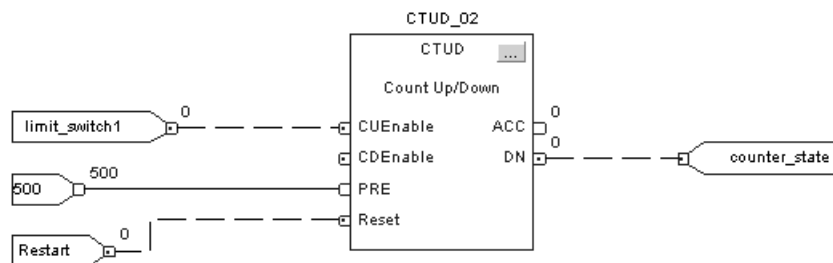 CTUD_02
CTUD
...
Count Up/Down
limit_switch1
0
CUEnable
ACC
0
CDEnable
DN
0
counter_state
500
500
PRE
Reset
Restart
0